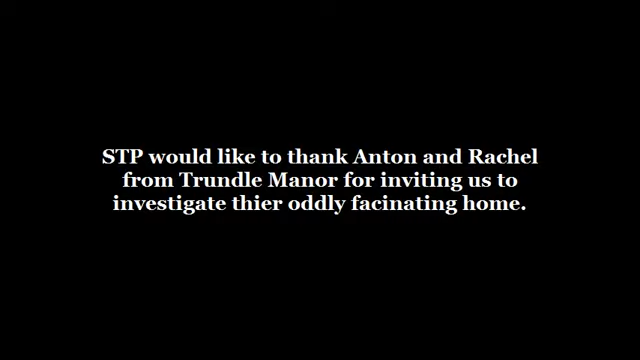 STP would like to thank Anton and Rachel
from Trundle Manor for inviting us to
investigate thier oddly facinating home.